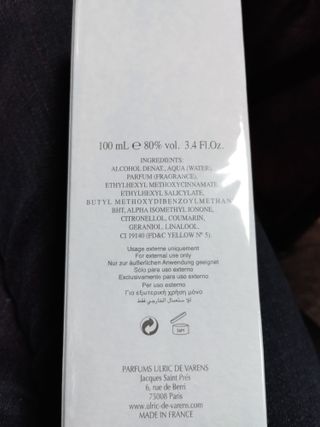 100 mL ℮ 80% vol. 3.4 Fl.Oz.
INGREDIENTS:
ALCOHOL DENAT., AQUA (WATER),
PARFUM (FRAGRANCE),
ETHYLHEXYL METHOXYCINNAMATE,
ETHYLHEXYL SALICYLATE,
BUTYL METHOXYDIBENZOYLMETHAN
BHT, ALPHA ISOMETHYL IONONE,
CITRONELLOL, COUMARIN,
GERANIOL, LINALOOL,
CI 19140 (FD&C YELLOW Nº 5).
Usage externe uniquement
For external use only
Nur zur äußerlichen Anwendung geeignet
Sólo para uso externo
Exclusivamente para uso externo
Per uso esterno
Για εξωτερική χρήση μόνο
للاستعمال الخارجي فقط
PARFUMS ULRIC DE VARENS
Jacques Saint Prés
6, rue de Berri
75008 Paris
www.ulric-de-varens.com
MADE IN FRANCE